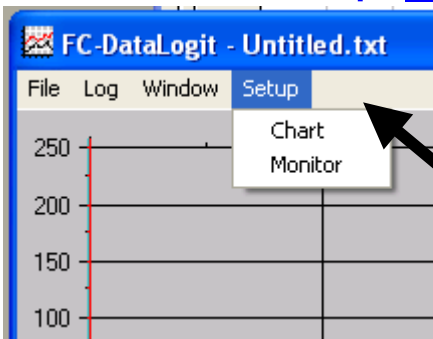 FC-DataLogit - Untitled.txt
File Log Window Setup
Chart
Monitor
250
200
150
100